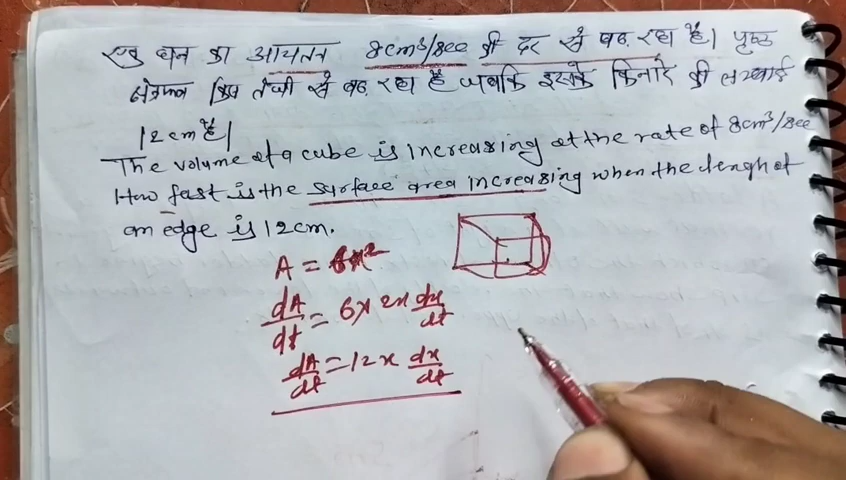 एक घन का आयतन 8cm³/sec की दर से बढ़ रहा है। पृष्ठ
क्षेत्रफल किस तेजी से बढ़ रहा है जबकि इसके किनारे की लम्बाई
12cm है।
The volume of a cube is increasing at the rate of 8cm³/sec
How fast is the surface area increasing when the lengh of
an edge is 12cm.
A = 6x²
dA/dt = 6x 2x dx/dt
dA/dt = 12x dx/dt